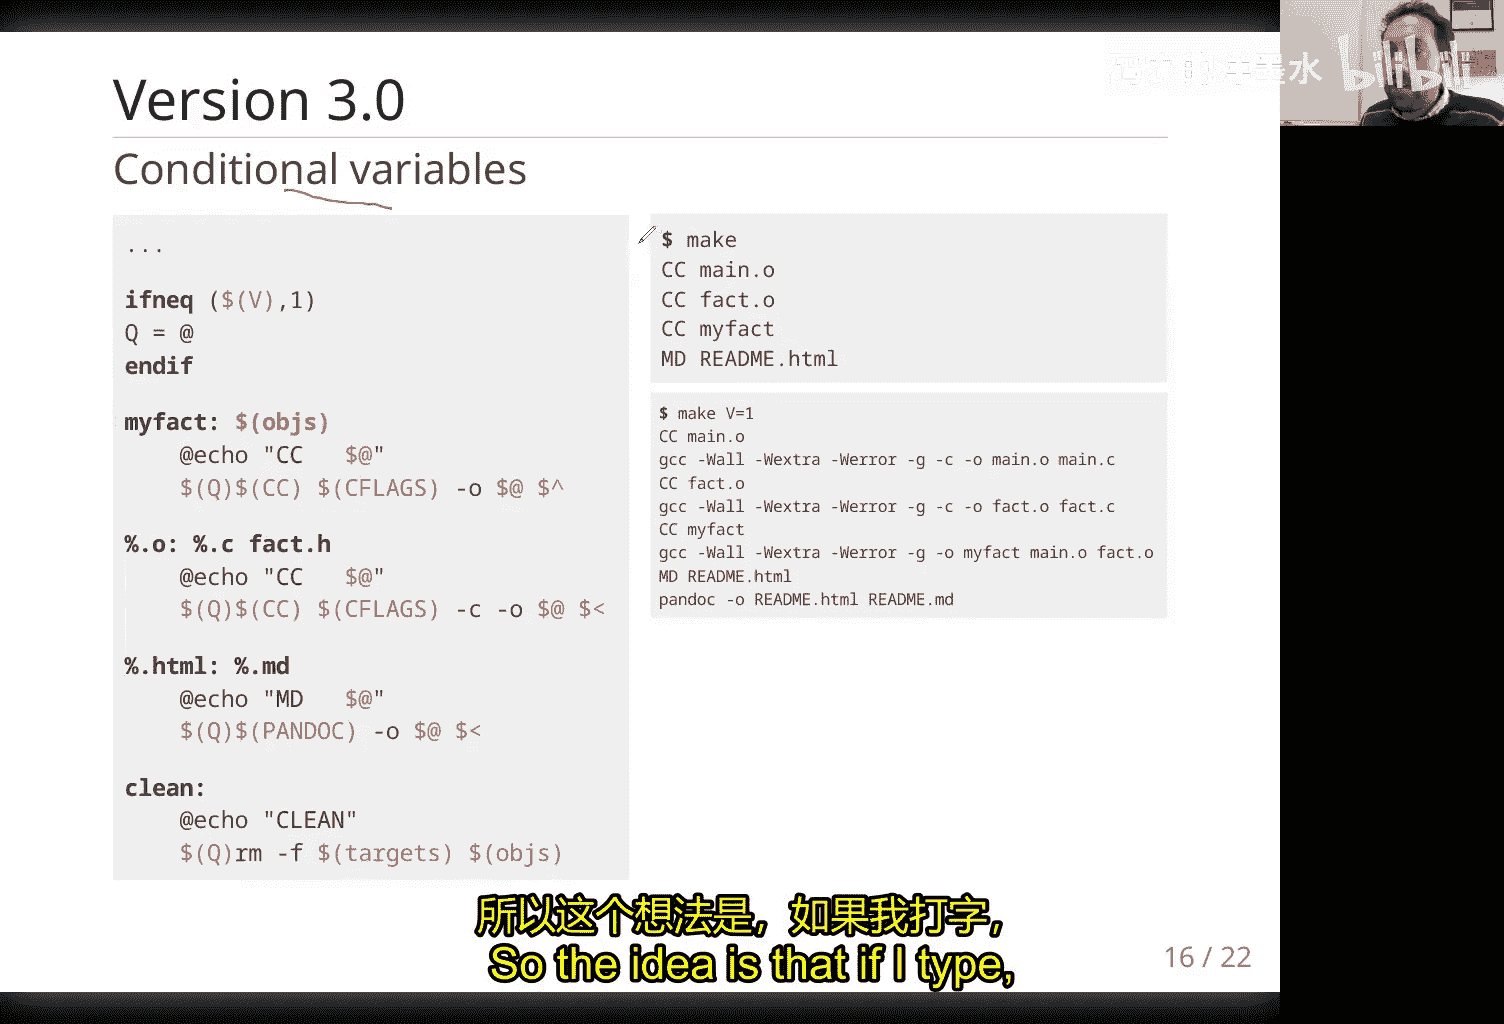 Version 3.0
Conditional variables
...
ifneq ($(V),1)
Q = @
endif
myfact: $(objs)
    @echo "CC   $@"
    $(Q)$(CC) $(CFLAGS) -o $@ $^
%.o: %.c fact.h
    @echo "CC   $@"
    $(Q)$(CC) $(CFLAGS) -c -o $@ $<
%.html: %.md
    @echo "MD   $@"
    $(Q)$(PANDOC) -o $@ $<
clean:
    @echo "CLEAN"
    $(Q)rm -f $(targets) $(objs)
$ make
CC main.o
CC fact.o
CC myfact
MD README.html
$ make V=1
CC main.o
gcc -Wall -Wextra -Werror -g -c -o main.o main.c
CC fact.o
gcc -Wall -Wextra -Werror -g -c -o fact.o fact.c
CC myfact
gcc -Wall -Wextra -Werror -g -o myfact main.o fact.o
MD README.html
pandoc -o README.html README.md
所以这个想法是，如果我打字，
So the idea is that if I type,
16 / 22
bilibili